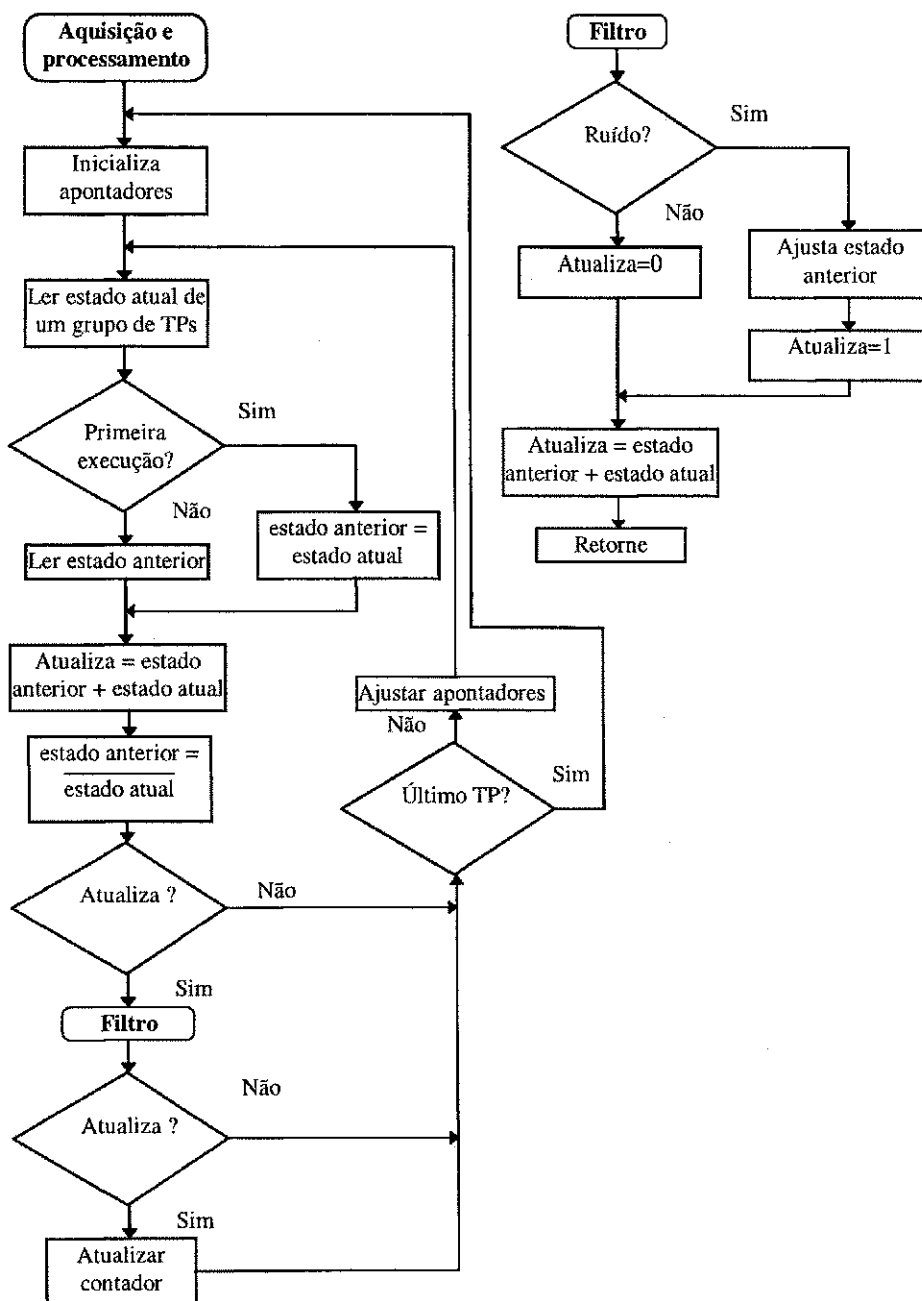 Aquisição e
processamento
Inicializa
apontadores
Ler estado atual de
um grupo de TPs
Primeira
execução?
Sim
Não
Ler estado anterior
estado anterior =
estado atual
Atualiza = estado
anterior + estado atual
estado anterior =
estado atual
Atualiza ?
Não
Sim
Filtro
Atualiza ?
Não
Sim
Atualizar
contador
Ajustar apontadores
Não
Último TP?
Sim
Filtro
Ruído?
Sim
Não
Atualiza=0
Ajusta estado
anterior
Atualiza=1
Atualiza = estado
anterior + estado atual
Retorne